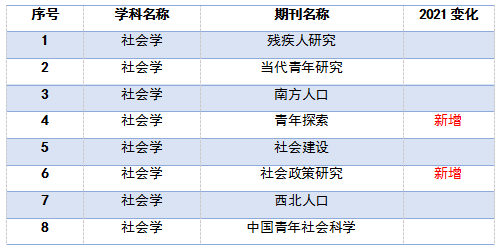 序号 学科名称 期刊名称 2021 变化
1 社会学 残疾人研究
2 社会学 当代青年研究
3 社会学 南方人口
4 社会学 青年探索 新增
5 社会学 社会建设
6 社会学 社会政策研究 新增
7 社会学 西北人口
8 社会学 中国青年社会科学